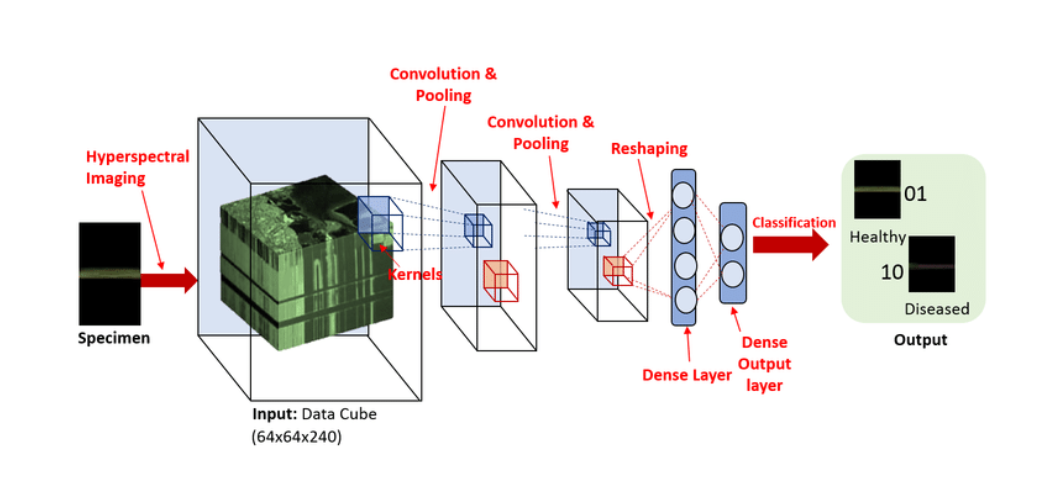 Convolution &
Pooling
Convolution &
Pooling
Reshaping
Hyperspectral
Imaging
Kernels
Classification
01
Healthy
10
Diseased
Specimen
Output
Dense Layer
Dense
Output
layer
Input: Data Cube
(64x64x240)